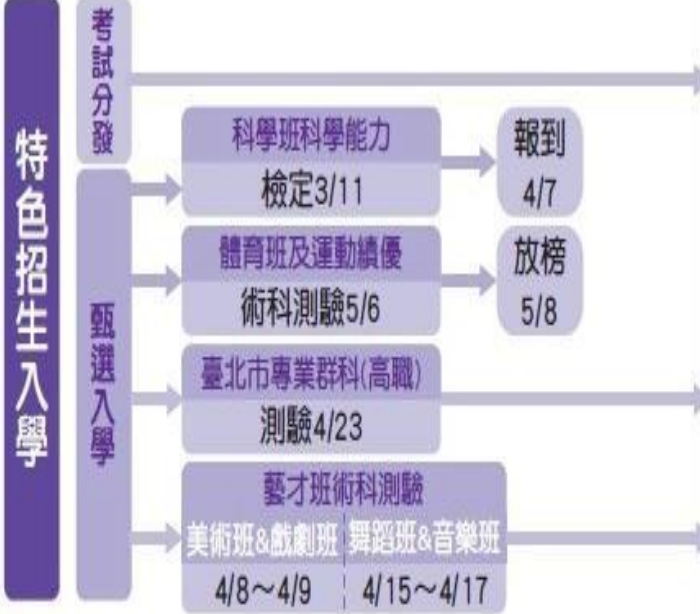 特色招生入學
考試分發
甄選入學
科學班科學能力
檢定3/11
報到
4/7
體育班及運動績優
術科測驗5/6
放榜
5/8
臺北市專業群科(高職)
測驗4/23
藝才班術科測驗
美術班&戲劇班
4/8～4/9
舞蹈班&音樂班
4/15～4/17